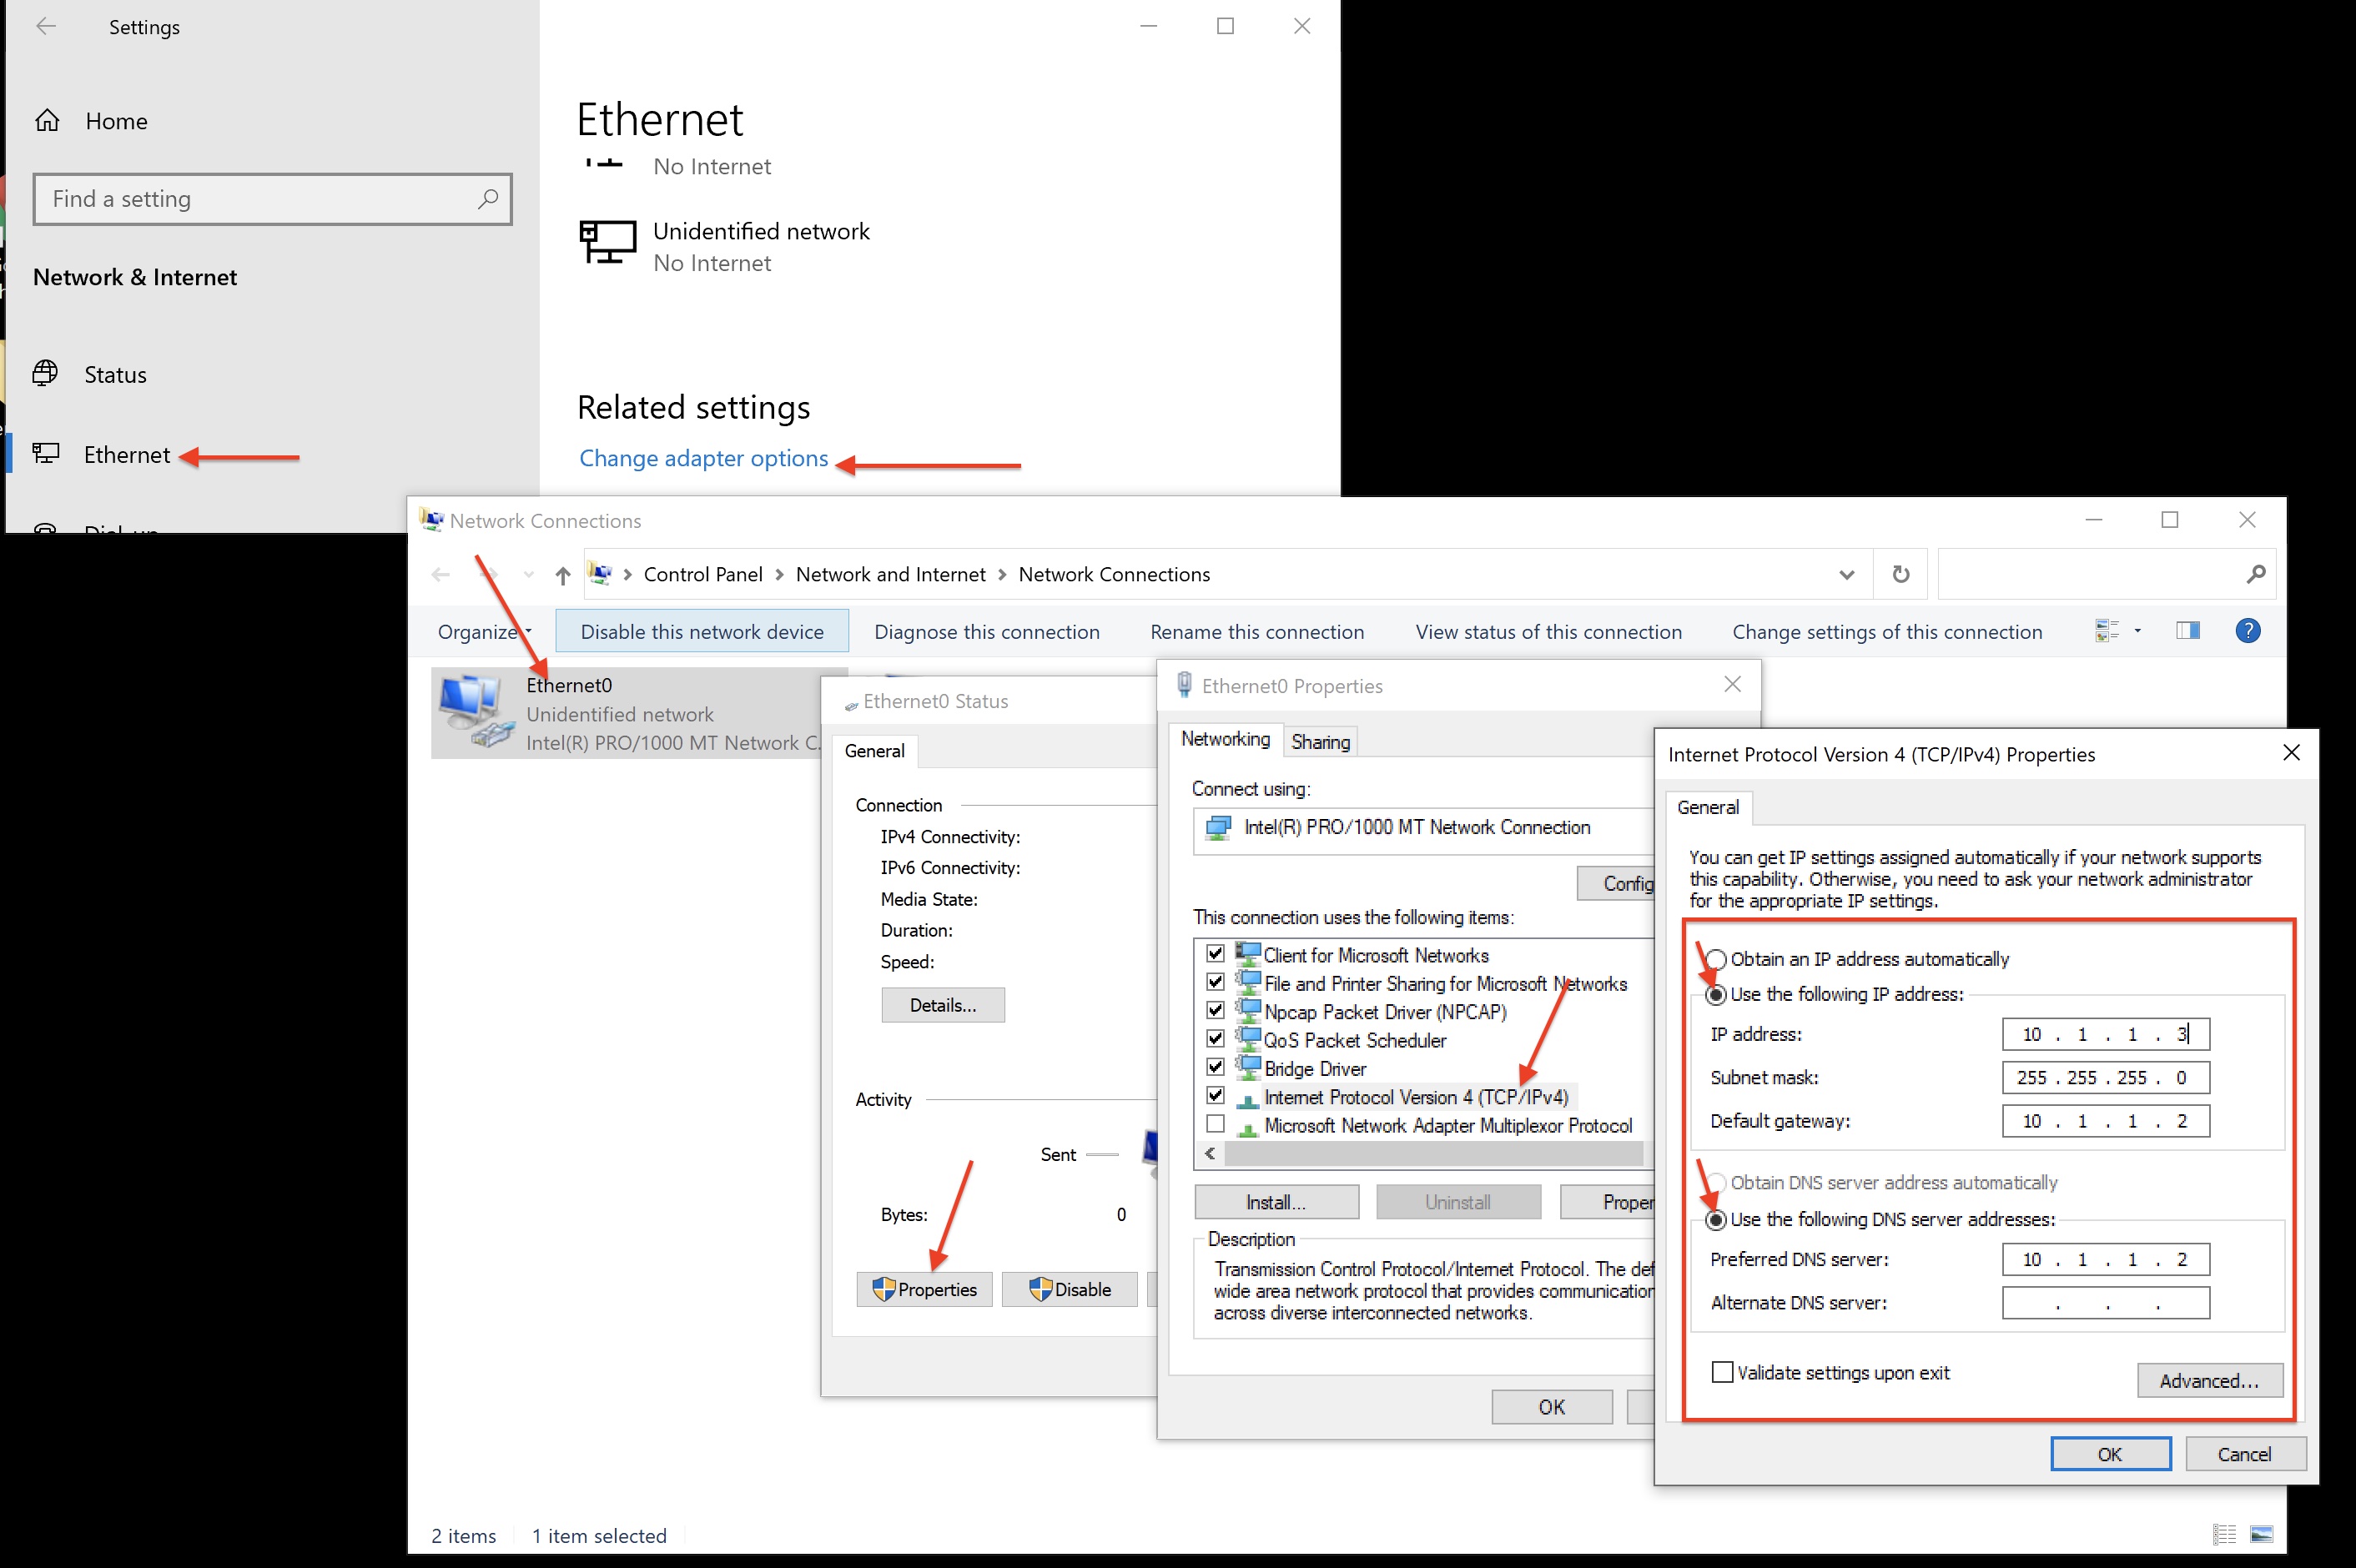 Settings
Home
Find a setting
Network & Internet
Status
Ethernet
Ethernet
No Internet
Unidentified network
No Internet
Related settings
Change adapter options
Network Connections
Control Panel > Network and Internet > Network Connections
Organize
Disable this network device
Diagnose this connection
Rename this connection
View status of this connection
Change settings of this connection
Ethernet0
Unidentified network
Intel(R) PRO/1000 MT Network C...
Ethernet0 Status
General
Connection
IPv4 Connectivity:
IPv6 Connectivity:
Media State:
Duration:
Speed:
Details...
Activity
Sent
Bytes:
0
Properties
Disable
Ethernet0 Properties
Networking
Sharing
Connect using:
Intel(R) PRO/1000 MT Network Connection
Config
This connection uses the following items:
Client for Microsoft Networks
File and Printer Sharing for Microsoft Networks
Npcap Packet Driver (NPCAP)
QoS Packet Scheduler
Bridge Driver
Internet Protocol Version 4 (TCP/IPv4)
Microsoft Network Adapter Multiplexor Protocol
Install...
Uninstall
Proper
Description
Transmission Control Protocol/Internet Protocol. The def
wide area network protocol that provides communication
across diverse interconnected networks.
OK
Internet Protocol Version 4 (TCP/IPv4) Properties
General
You can get IP settings assigned automatically if your network supports
this capability. Otherwise, you need to ask your network administrator
for the appropriate IP settings.
Obtain an IP address automatically
Use the following IP address:
IP address:
10 . 1 . 1 . 3
Subnet mask:
255 . 255 . 255 . 0
Default gateway:
10 . 1 . 1 . 2
Obtain DNS server address automatically
Use the following DNS server addresses:
Preferred DNS server:
10 . 1 . 1 . 2
Alternate DNS server:
. . .
Validate settings upon exit
Advanced...
OK
Cancel
2 items
1 item selected